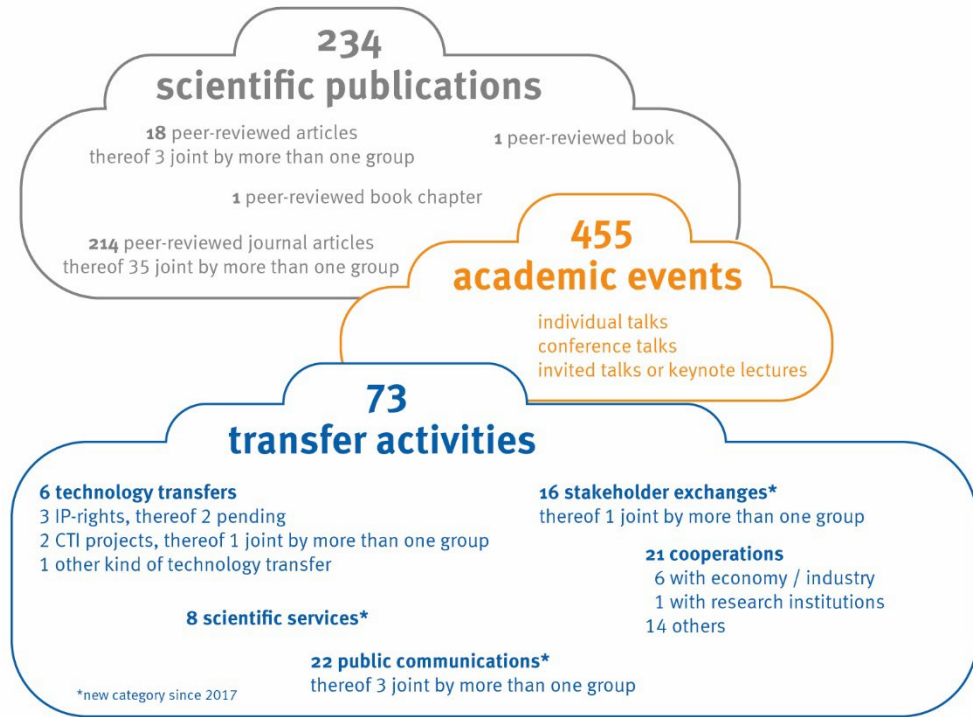 234
scientific publications
18 peer-reviewed articles
thereof 3 joint by more than one group
1 peer-reviewed book
1 peer-reviewed book chapter
214 peer-reviewed journal articles
thereof 35 joint by more than one group
455
academic events
individual talks
conference talks
invited talks or keynote lectures
73
transfer activities
6 technology transfers
3 IP-rights, thereof 2 pending
2 CTI projects, thereof 1 joint by more than one group
1 other kind of technology transfer
16 stakeholder exchanges*
thereof 1 joint by more than one group
21 cooperations
6 with economy / industry
1 with research institutions
14 others
8 scientific services*
22 public communications*
thereof 3 joint by more than one group
*new category since 2017